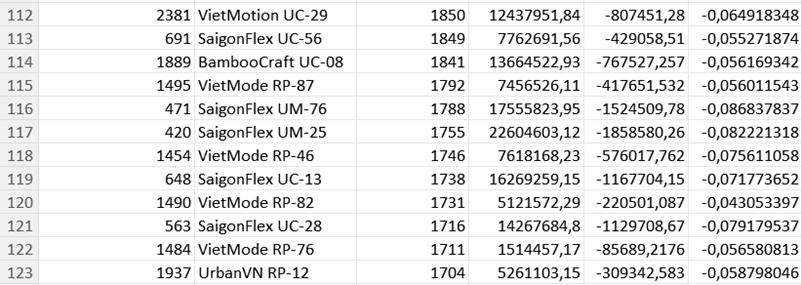 112 2381 VietMotion UC-29 1850 12437951,84 -807451,28 -0,064918348
113 691 SaigonFlex UC-56 1849 7762691,56 -429058,51 -0,055271874
114 1889 BambooCraft UC-08 1841 13664522,93 -767527,257 -0,056169342
115 1495 VietMode RP-87 1792 7456526,11 -417651,532 -0,056011543
116 471 SaigonFlex UM-76 1788 17555823,95 -1524509,78 -0,086837837
117 420 SaigonFlex UM-25 1755 22604603,12 -1858580,26 -0,082221318
118 1454 VietMode RP-46 1746 7618168,23 -576017,762 -0,075611058
119 648 SaigonFlex UC-13 1738 16269259,15 -1167704,15 -0,071773652
120 1490 VietMode RP-82 1731 5121572,29 -220501,087 -0,043053397
121 563 SaigonFlex UC-28 1716 14267684,8 -1129708,67 -0,079179537
122 1484 VietMode RP-76 1711 1514457,17 -85689,2176 -0,056580813
123 1937 UrbanVN RP-12 1704 5261103,15 -309342,583 -0,058798046